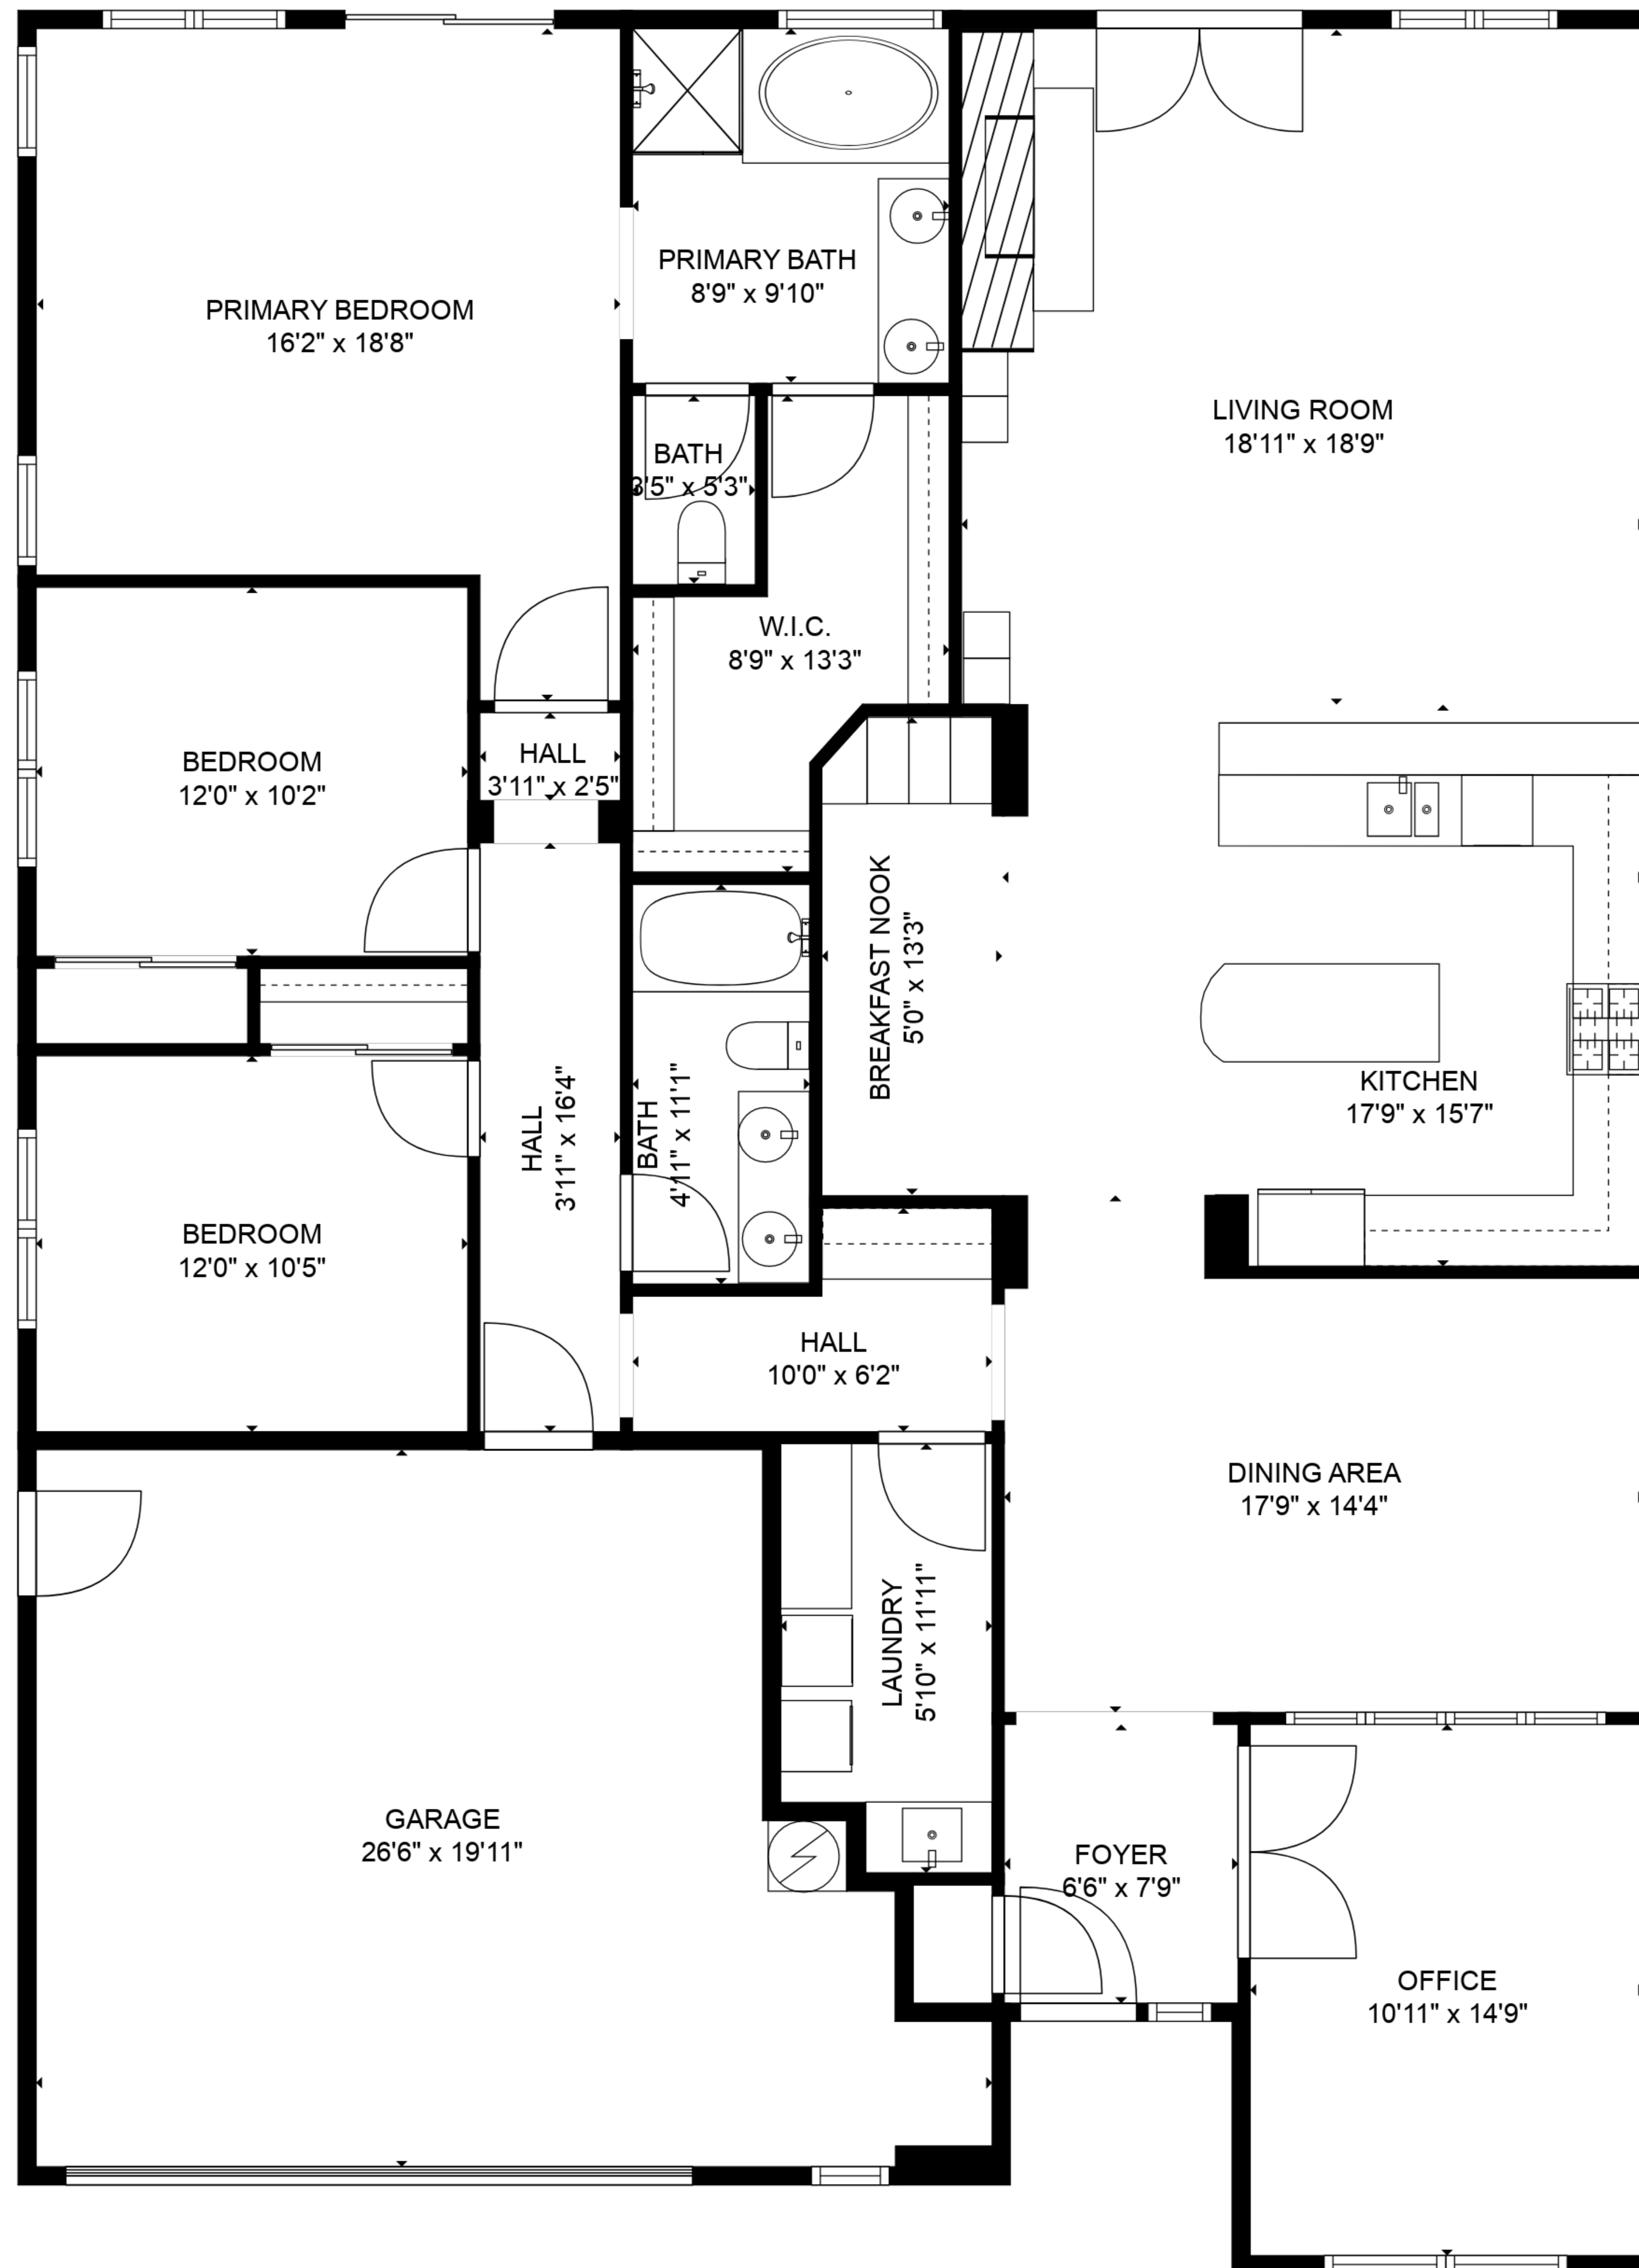 PRIMARY BEDROOM
16'2" x 18'8"
PRIMARY BATH
8'9" x 9'10"
LIVING ROOM
18'11" x 18'9"
BATH
3'5" x 5'3"
W.I.C.
8'9" x 13'3"
BEDROOM
12'0" x 10'2"
HALL
3'11" x 2'5"
BREAKFAST NOOK
5'0" x 13'3"
KITCHEN
17'9" x 15'7"
HALL
3'11" x 16'4"
BATH
4'11" x 11'1"
BEDROOM
12'0" x 10'5"
HALL
10'0" x 6'2"
DINING AREA
17'9" x 14'4"
LAUNDRY
5'10" x 11'11"
GARAGE
26'6" x 19'11"
FOYER
6'6" x 7'9"
OFFICE
10'11" x 14'9"